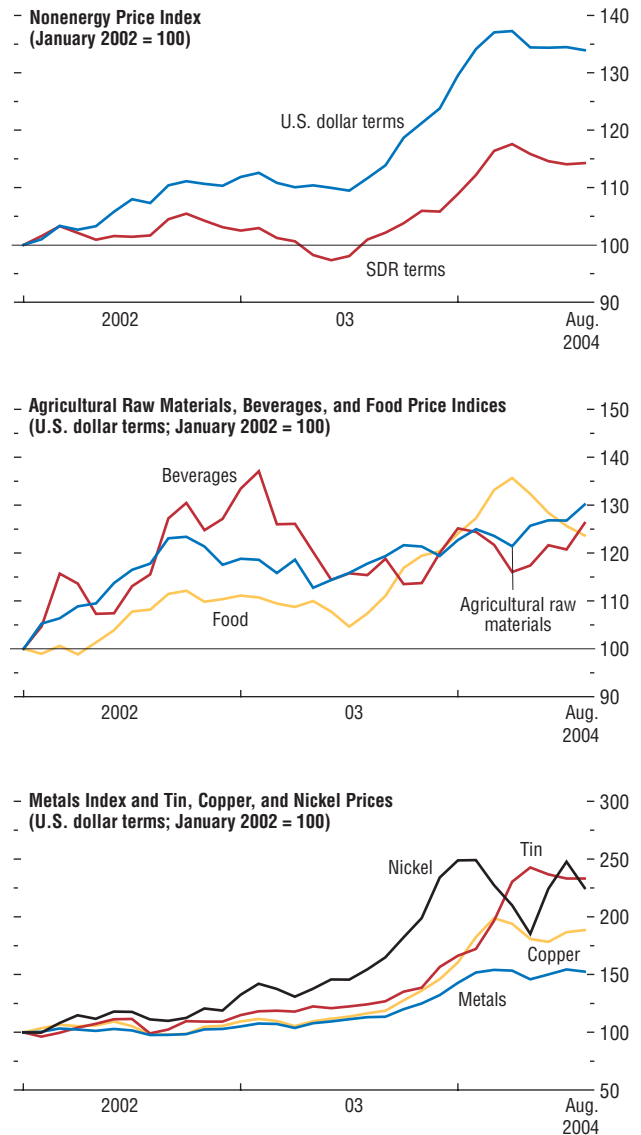 Nonenergy Price Index
(January 2002 = 100)
140
130
U.S. dollar terms
120
110
100
SDR terms
90
2002
03
Aug.
2004
Agricultural Raw Materials, Beverages, and Food Price Indices
(U.S. dollar terms; January 2002 = 100)
150
140
Beverages
130
120
Food
Agricultural raw
materials
110
100
90
2002
03
Aug.
2004
Metals Index and Tin, Copper, and Nickel Prices
(U.S. dollar terms; January 2002 = 100)
300
Tin
Nickel
250
200
Copper
Metals
150
100
50
2002
03
Aug.
2004